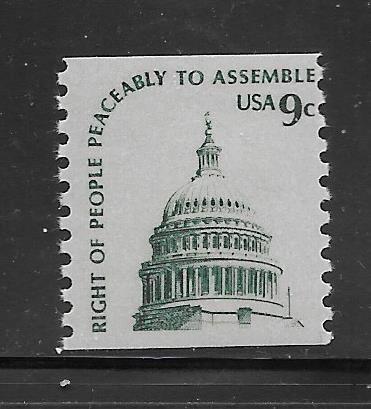 RIGHT OF PEOPLE PEACEABLY TO ASSEMBLE
USA 9c